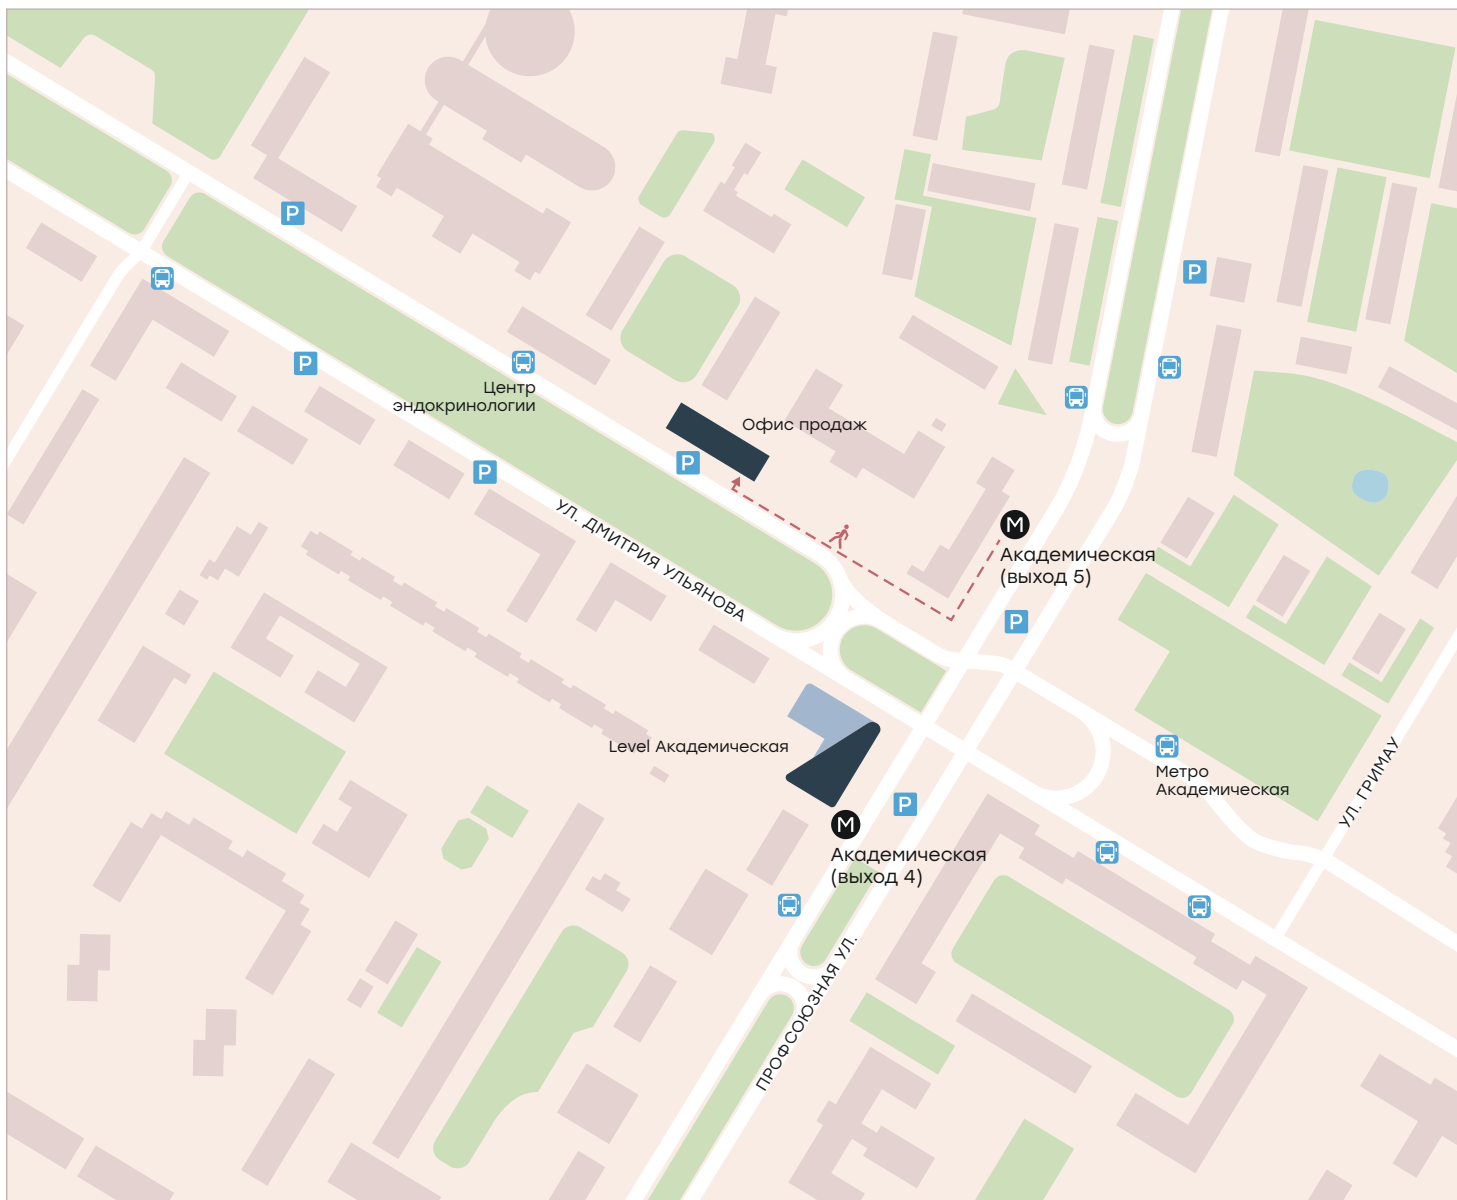 P
P
P
Центр
эндокринологии
Офис продаж
P
P
P
УЛ. ДМИТРИЯ УЛЬЯНОВА
М
Академическая
(выход 5)
P
Level Академическая
Метро
Академическая
УЛ. ГРИМАУ
P
М
Академическая
(выход 4)
ПРОФСОЮЗНАЯ УЛ.